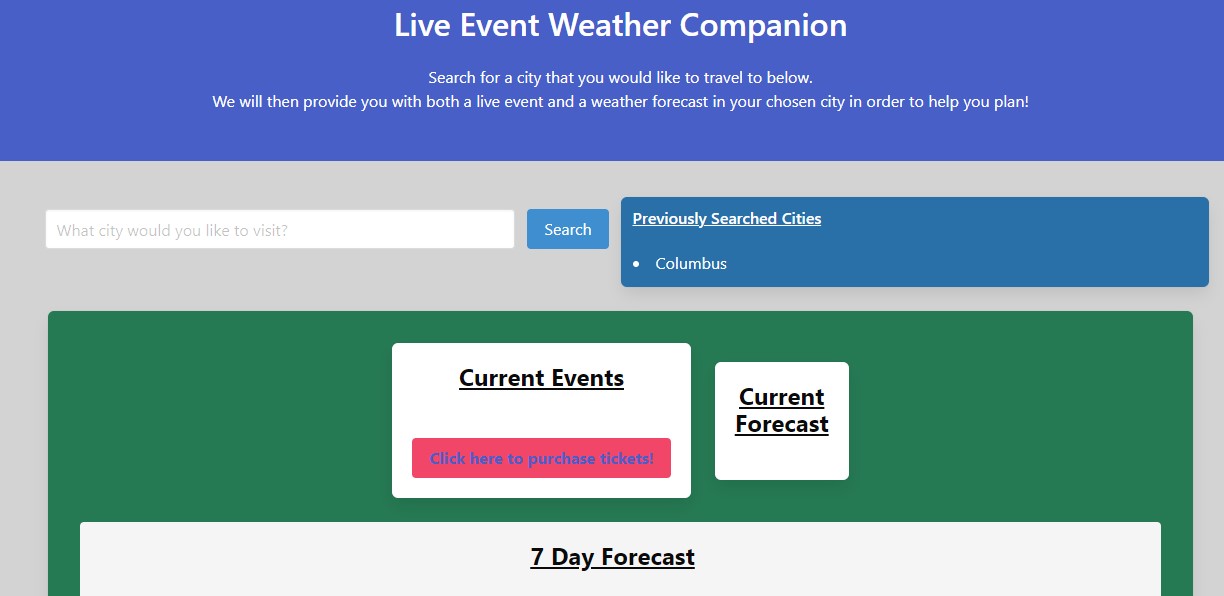 Live Event Weather Companion
Search for a city that you would like to travel to below.
We will then provide you with both a live event and a weather forecast in your chosen city in order to help you plan!
What city would you like to visit?
Search
Previously Searched Cities
• Columbus
Current Events
Click here to purchase tickets!
Current
Forecast
7 Day Forecast